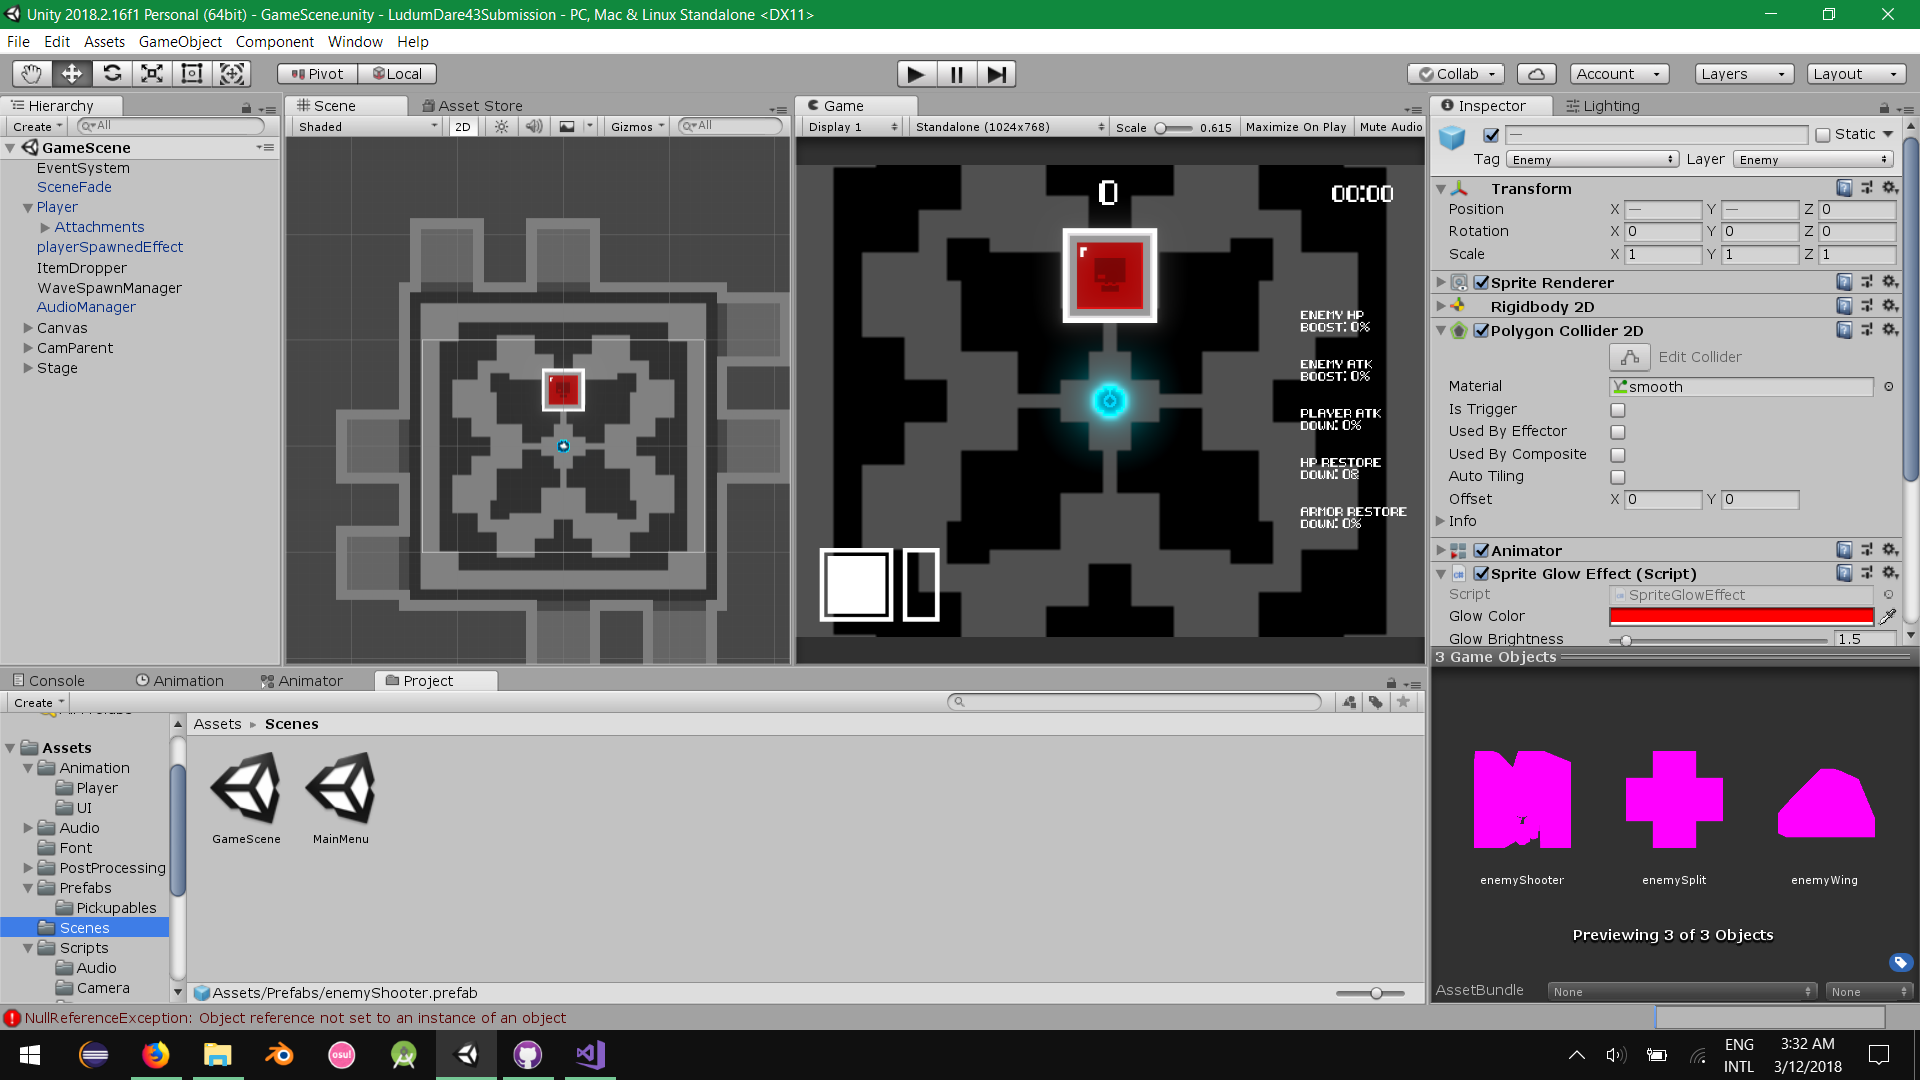 Unity 2018.2.16f1 Personal (64bit) - GameScene.unity - LudumDare43Submission - PC, Mac & Linux Standalone <DX11>
File Edit Assets GameObject Component Window Help
Pivot Local Collab Account Layers Layout
Hierarchy
Create All
GameScene
EventSystem
SceneFade
Player
Attachments
playerSpawnedEffect
ItemDropper
WaveSpawnManager
AudioManager
Canvas
CamParent
Stage
Scene Asset Store
Shaded 2D Gizmos All
Game
Display 1 Standalone (1024x768) Scale 0.615 Maximize On Play Mute Audio
0
00:00
r
ENEMY HP
BOOST: 0%
ENEMY ATK
BOOST: 0%
PLAYER ATK
DOWN: 0%
HP RESTORE
DOWN: 0%
ARMOR RESTORE
DOWN: 0%
Inspector Lighting
— Static
Tag Enemy Layer Enemy
Transform
Position X — Y — Z 0
Rotation X 0 Y 0 Z 0
Scale X 1 Y 1 Z 1
Sprite Renderer
Rigidbody 2D
Polygon Collider 2D
Edit Collider
Material smooth
Is Trigger
Used By Effector
Used By Composite
Auto Tiling
Offset X 0 Y 0
Info
Animator
Sprite Glow Effect (Script)
Script SpriteGlowEffect
Glow Color
Glow Brightness 1.5
3 Game Objects
enemyShooter enemySplit enemyWing
Previewing 3 of 3 Objects
AssetBundle None None
Console Animation Animator Project
Create
Assets
Animation
Player
UI
Audio
Font
PostProcessing
Prefabs
Pickupables
Scenes
Scripts
Audio
Camera
Assets ▸ Scenes
GameScene MainMenu
Assets/Prefabs/enemyShooter.prefab
NullReferenceException: Object reference not set to an instance of an object
osu!
ENG
INTL
3:32 AM
3/12/2018